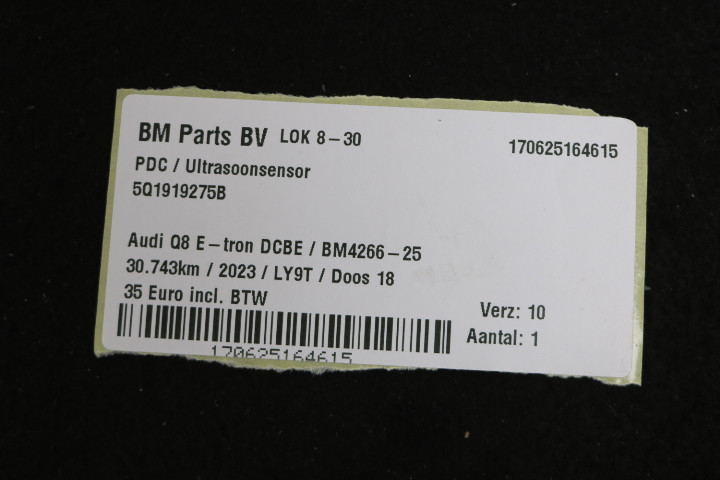 BM Parts BV LOK 8-30
170625164615
PDC / Ultrasoonsensor
5Q1919275B
Audi Q8 E-tron DCBE / BM4266-25
30.743km / 2023 / LY9T / Doos 18
35 Euro incl. BTW
Verz: 10
Aantal: 1
170625164615